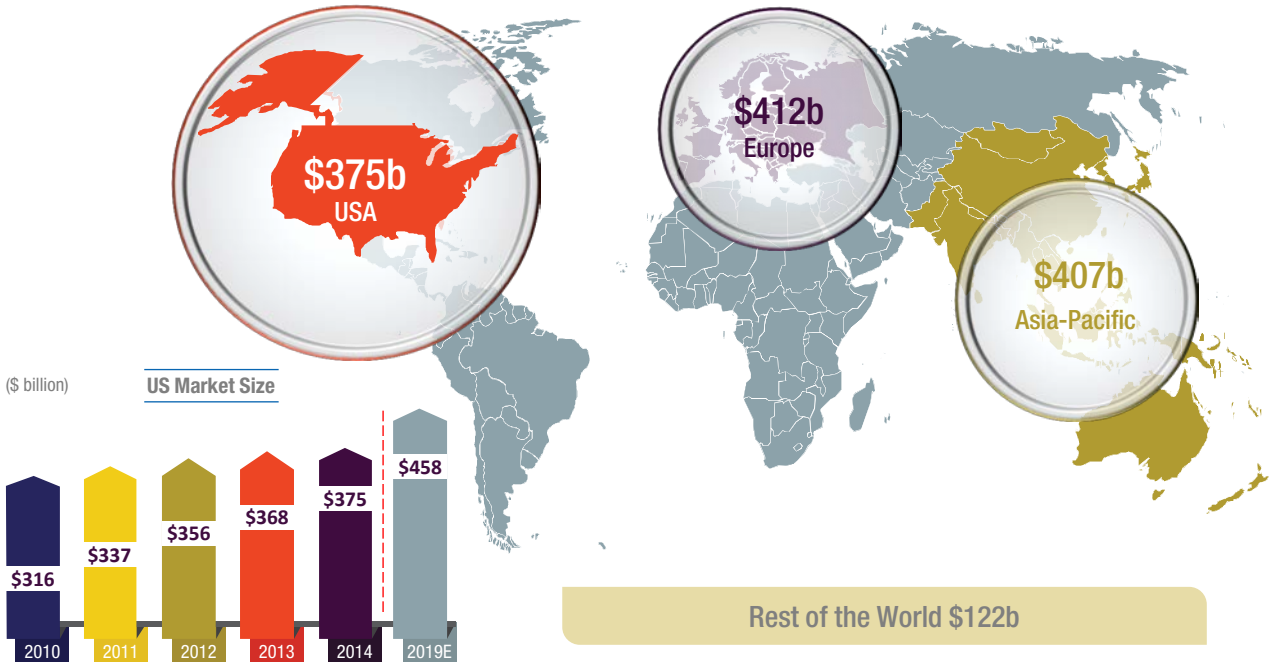 $375b
USA
$412b
Europe
$407b
Asia-Pacific
($ billion)
US Market Size
$316
$337
$356
$368
$375
$458
2010
2011
2012
2013
2014
2019E
Rest of the World $122b